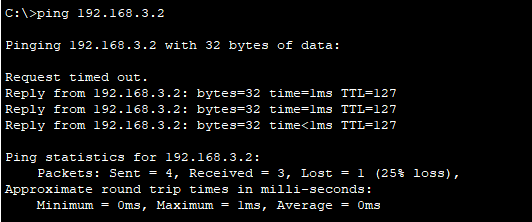 C:\>ping 192.168.3.2
Pinging 192.168.3.2 with 32 bytes of data:
Request timed out.
Reply from 192.168.3.2: bytes=32 time=1ms TTL=127
Reply from 192.168.3.2: bytes=32 time=1ms TTL=127
Reply from 192.168.3.2: bytes=32 time<1ms TTL=127
Ping statistics for 192.168.3.2:
    Packets: Sent = 4, Received = 3, Lost = 1 (25% loss),
Approximate round trip times in milli-seconds:
    Minimum = 0ms, Maximum = 1ms, Average = 0ms